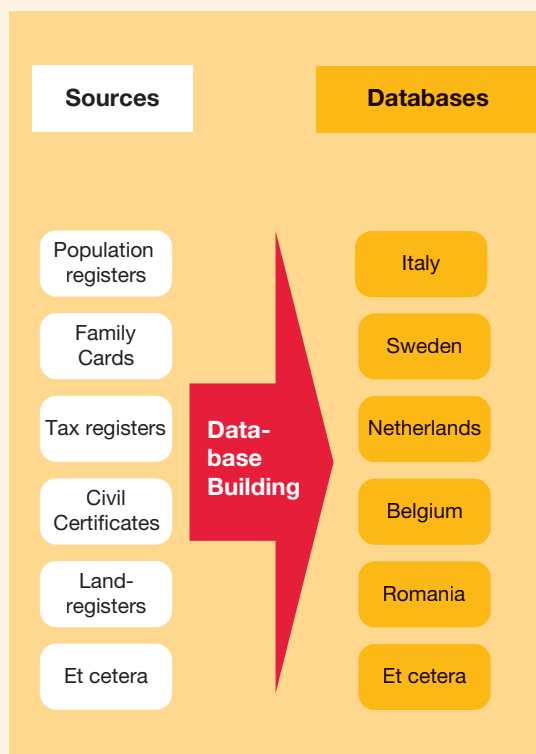 Sources
Databases
Population
registers
Family
Cards
Tax registers
Civil
Certificates
Land-
registers
Et cetera
Data-
base
Building
Italy
Sweden
Netherlands
Belgium
Romania
Et cetera